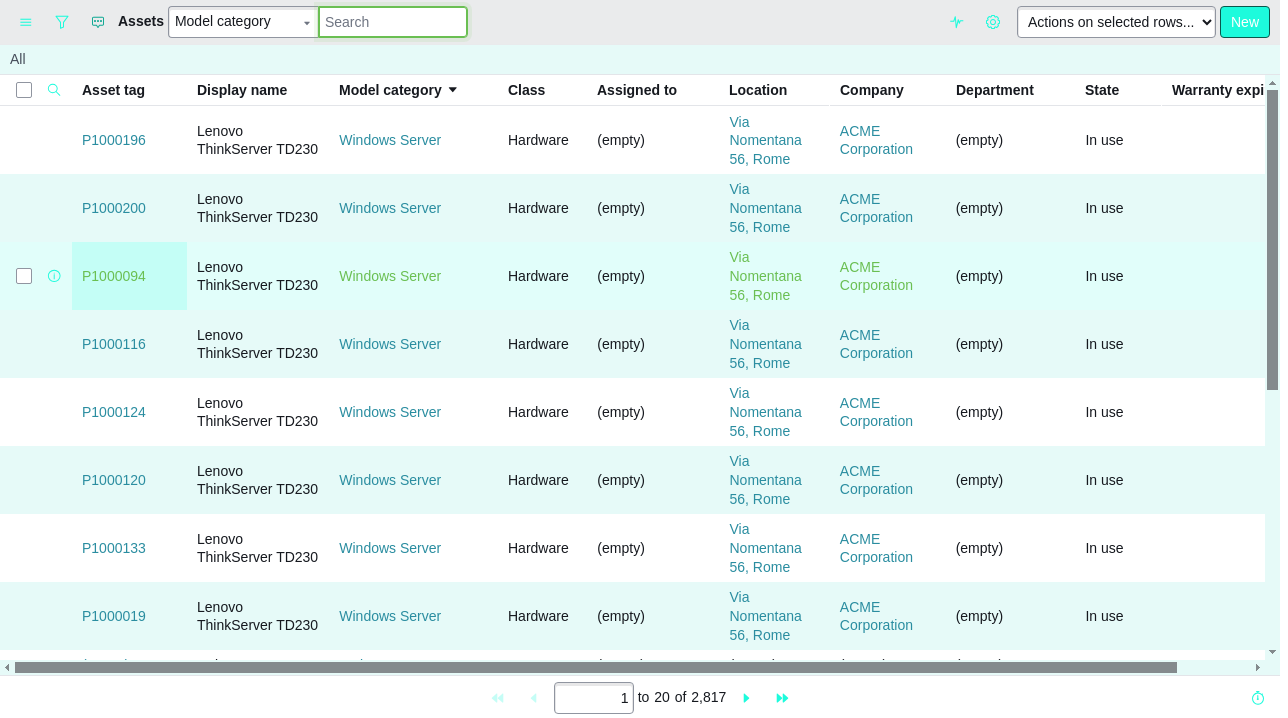 Assets Model category Search Actions on selected rows... New
All
Asset tag Display name Model category Class Assigned to Location Company Department State Warranty expi
P1000196 Lenovo ThinkServer TD230 Windows Server Hardware (empty) Via Nomentana 56, Rome ACME Corporation (empty) In use
P1000200 Lenovo ThinkServer TD230 Windows Server Hardware (empty) Via Nomentana 56, Rome ACME Corporation (empty) In use
P1000094 Lenovo ThinkServer TD230 Windows Server Hardware (empty) Via Nomentana 56, Rome ACME Corporation (empty) In use
P1000116 Lenovo ThinkServer TD230 Windows Server Hardware (empty) Via Nomentana 56, Rome ACME Corporation (empty) In use
P1000124 Lenovo ThinkServer TD230 Windows Server Hardware (empty) Via Nomentana 56, Rome ACME Corporation (empty) In use
P1000120 Lenovo ThinkServer TD230 Windows Server Hardware (empty) Via Nomentana 56, Rome ACME Corporation (empty) In use
P1000133 Lenovo ThinkServer TD230 Windows Server Hardware (empty) Via Nomentana 56, Rome ACME Corporation (empty) In use
P1000019 Lenovo ThinkServer TD230 Windows Server Hardware (empty) Via Nomentana 56, Rome ACME Corporation (empty) In use
1 to 20 of 2,817